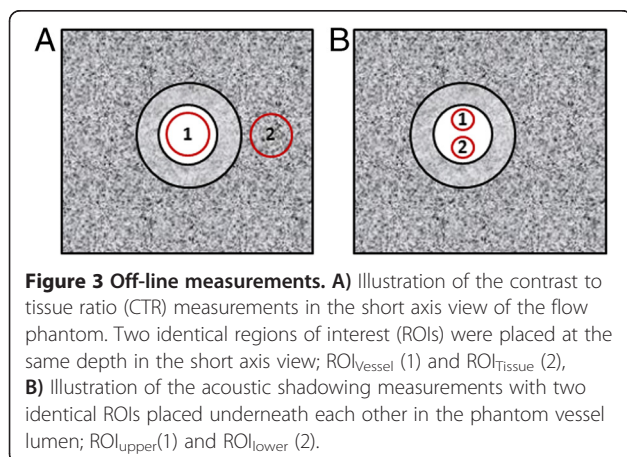 A
B
1
2
1
2
Figure 3 Off-line measurements. A) Illustration of the contrast to
tissue ratio (CTR) measurements in the short axis view of the flow
phantom. Two identical regions of interest (ROIs) were placed at the
same depth in the short axis view; ROIVessel (1) and ROITissue (2),
B) Illustration of the acoustic shadowing measurements with two
identical ROIs placed underneath each other in the phantom vessel
lumen; ROIupper(1) and ROIlower (2).